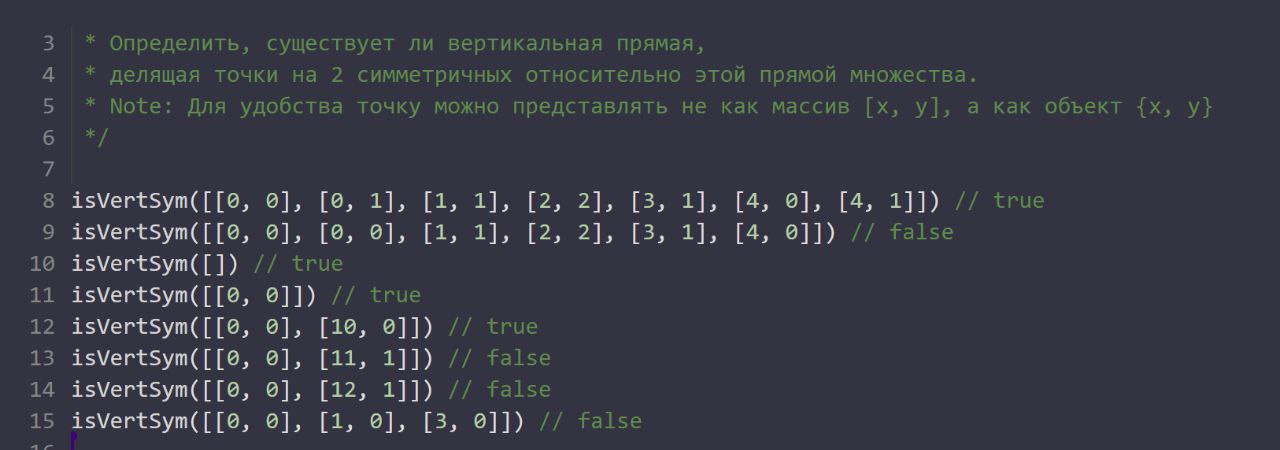 3 * Определить, существует ли вертикальная прямая,
4 * делящая точки на 2 симметричных относительно этой прямой множества.
5 * Note: Для удобства точку можно представлять не как массив [x, y], а как объект {x, y}
6 */
7
8 isVertSym([[0, 0], [0, 1], [1, 1], [2, 2], [3, 1], [4, 0], [4, 1]]) // true
9 isVertSym([[0, 0], [0, 0], [1, 1], [2, 2], [3, 1], [4, 0]]) // false
10 isVertSym([]) // true
11 isVertSym([[0, 0]]) // true
12 isVertSym([[0, 0], [10, 0]]) // true
13 isVertSym([[0, 0], [11, 1]]) // false
14 isVertSym([[0, 0], [12, 1]]) // false
15 isVertSym([[0, 0], [1, 0], [3, 0]]) // false
16